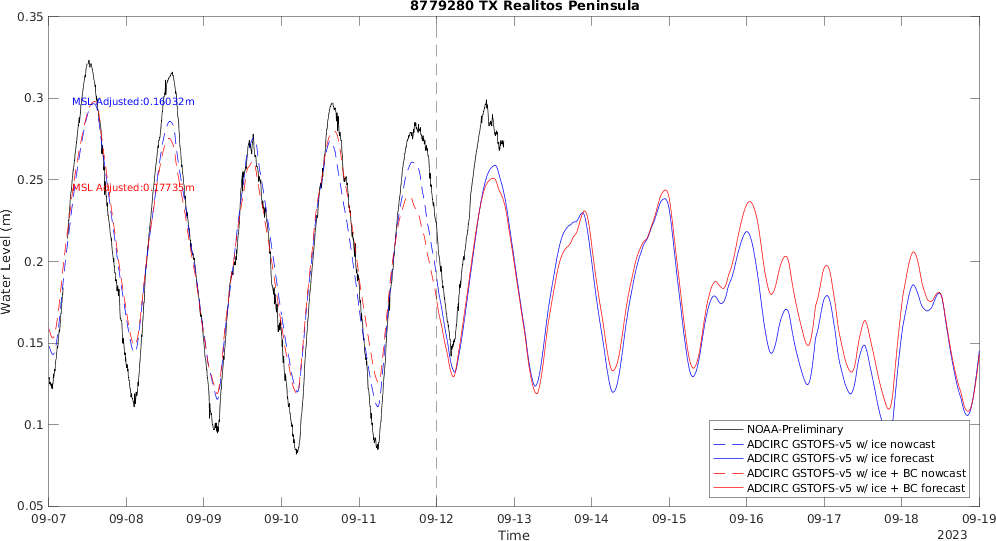 8779280 TX Realitos Peninsula
0.35
0.3
0.25
0.2
0.15
0.1
0.05
Water Level (m)
MSL Adjusted:0.16032m
MSL Adjusted:0.17735m
NOAA-Preliminary
ADCIRC GSTOFS-v5 w/ ice nowcast
ADCIRC GSTOFS-v5 w/ ice forecast
ADCIRC GSTOFS-v5 w/ ice + BC nowcast
ADCIRC GSTOFS-v5 w/ ice + BC forecast
09-07 09-08 09-09 09-10 09-11 09-12 09-13 09-14 09-15 09-16 09-17 09-18 09-19
Time
2023